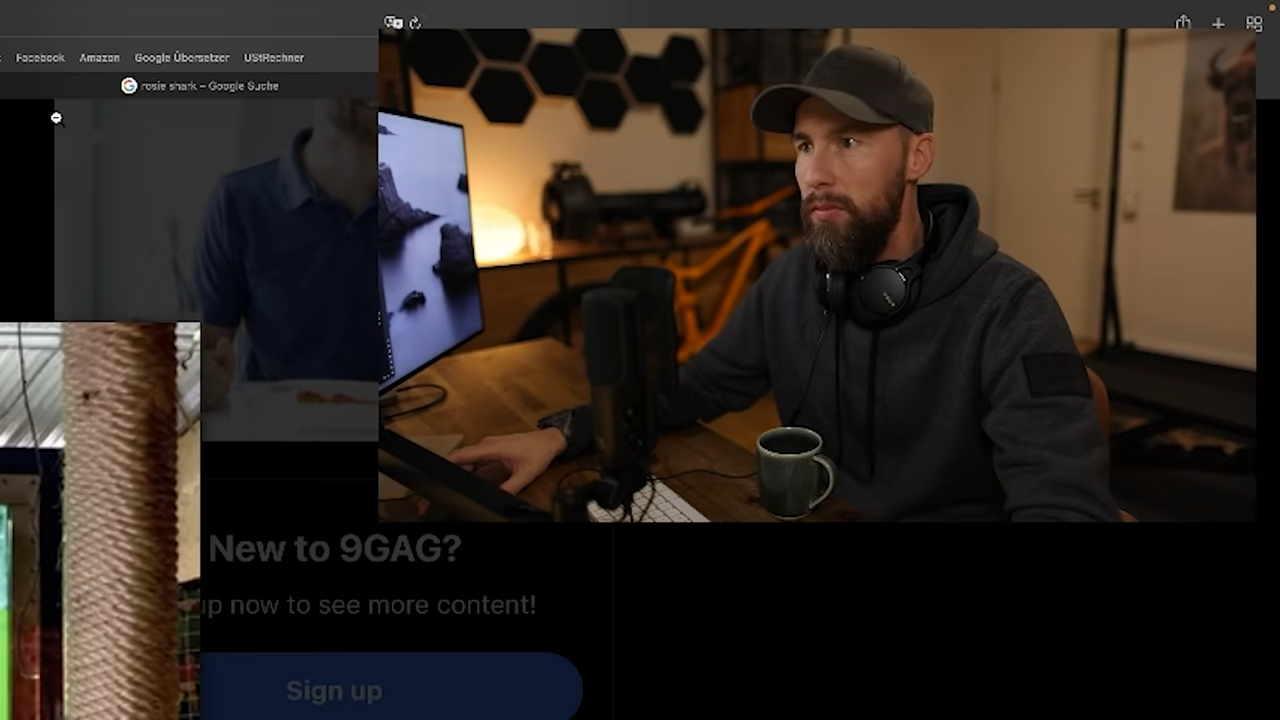 Facebook Amazon Google Übersetzer UStRechner
rosie shark – Google Suche
New to 9GAG?
up now to see more content!
Sign up